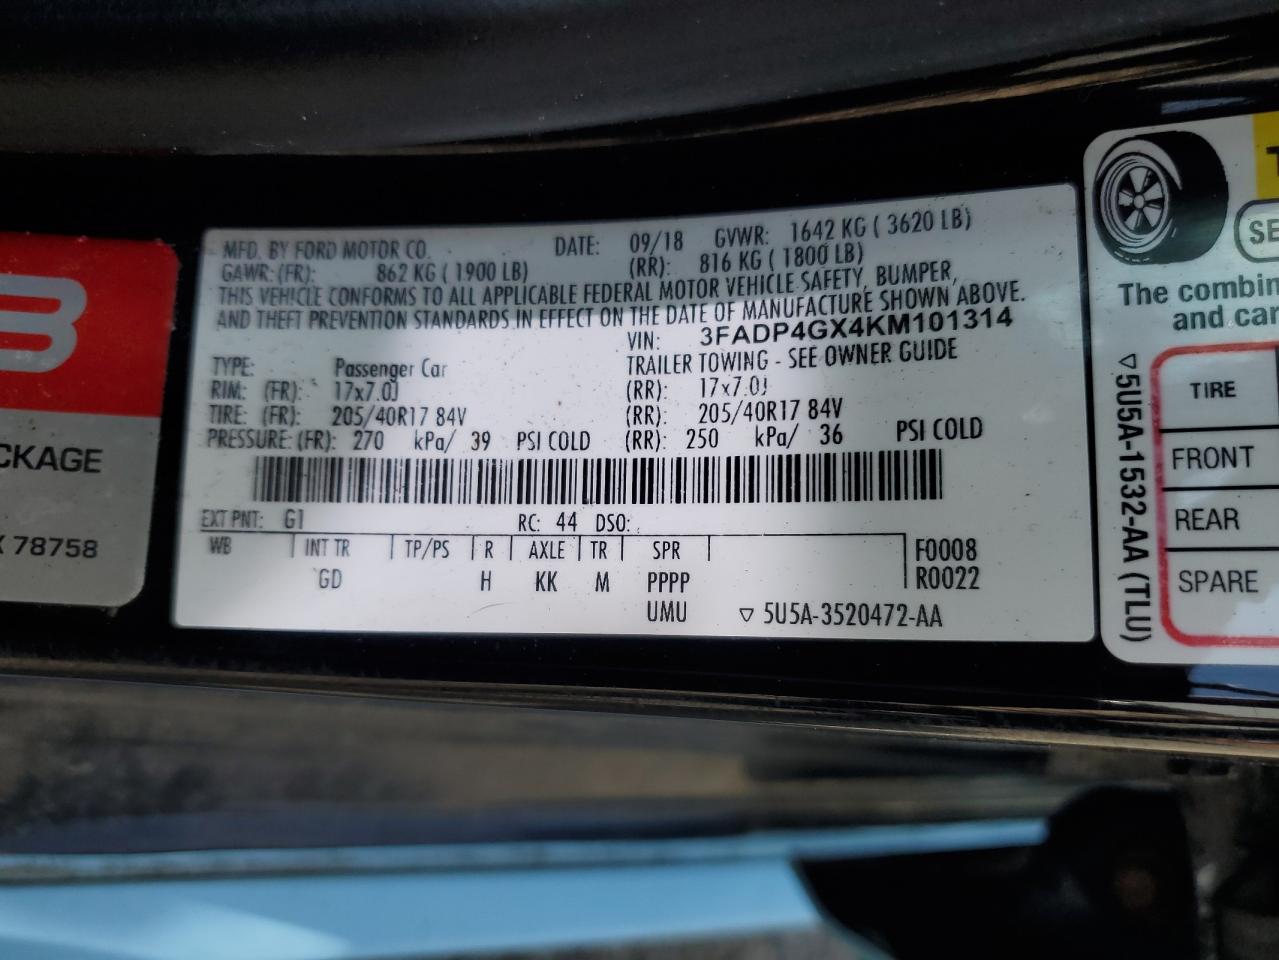 B
CKAGE
X 78758
MFD. BY FORD MOTOR CO. DATE: 09/18 GVWR: 1642 KG ( 3620 LB)
GAWR: (FR): 862 KG ( 1900 LB) (RR): 816 KG ( 1800 LB)
THIS VEHICLE CONFORMS TO ALL APPLICABLE FEDERAL MOTOR VEHICLE SAFETY, BUMPER,
AND THEFT PREVENTION STANDARDS IN EFFECT ON THE DATE OF MANUFACTURE SHOWN ABOVE.
VIN: 3FADP4GX4KM101314
TYPE: Passenger Car TRAILER TOWING - SEE OWNER GUIDE
RIM: (FR): 17x7.0J (RR): 17x7.0J
TIRE: (FR): 205/40R17 84V (RR): 205/40R17 84V
PRESSURE: (FR): 270 kPa/ 39 PSI COLD (RR): 250 kPa/ 36 PSI COLD
EXT PNT: G1 RC: 44 DSO:
WB INT TR TP/PS R AXLE TR SPR F0008
GD H KK M PPPP R0022
UMU ▽ 5U5A-3520472-AA
T
SE
The combin
and car
▽ 5U5A-1532-AA (TLU)
TIRE
FRONT
REAR
SPARE